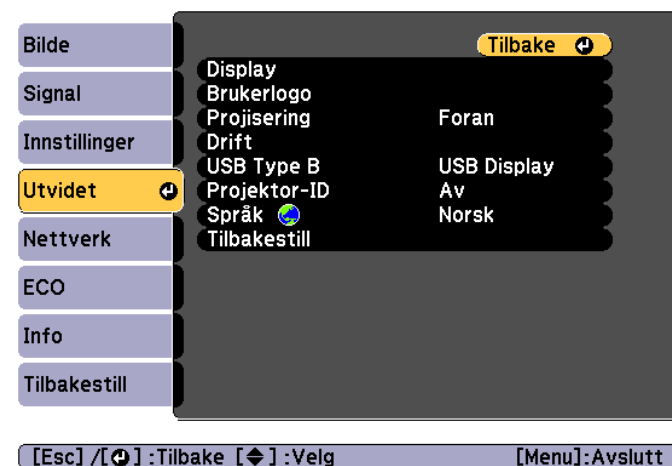 Bilde
Signal
Innstillinger
Utvidet
Nettverk
ECO
Info
Tilbakestill
Tilbake
Display
Brukerlogo
Projisering Foran
Drift
USB Type B USB Display
Projektor-ID Av
Språk Norsk
Tilbakestill
[Esc] /[ ] :Tilbake [ ] :Velg [Menu]:Avslutt